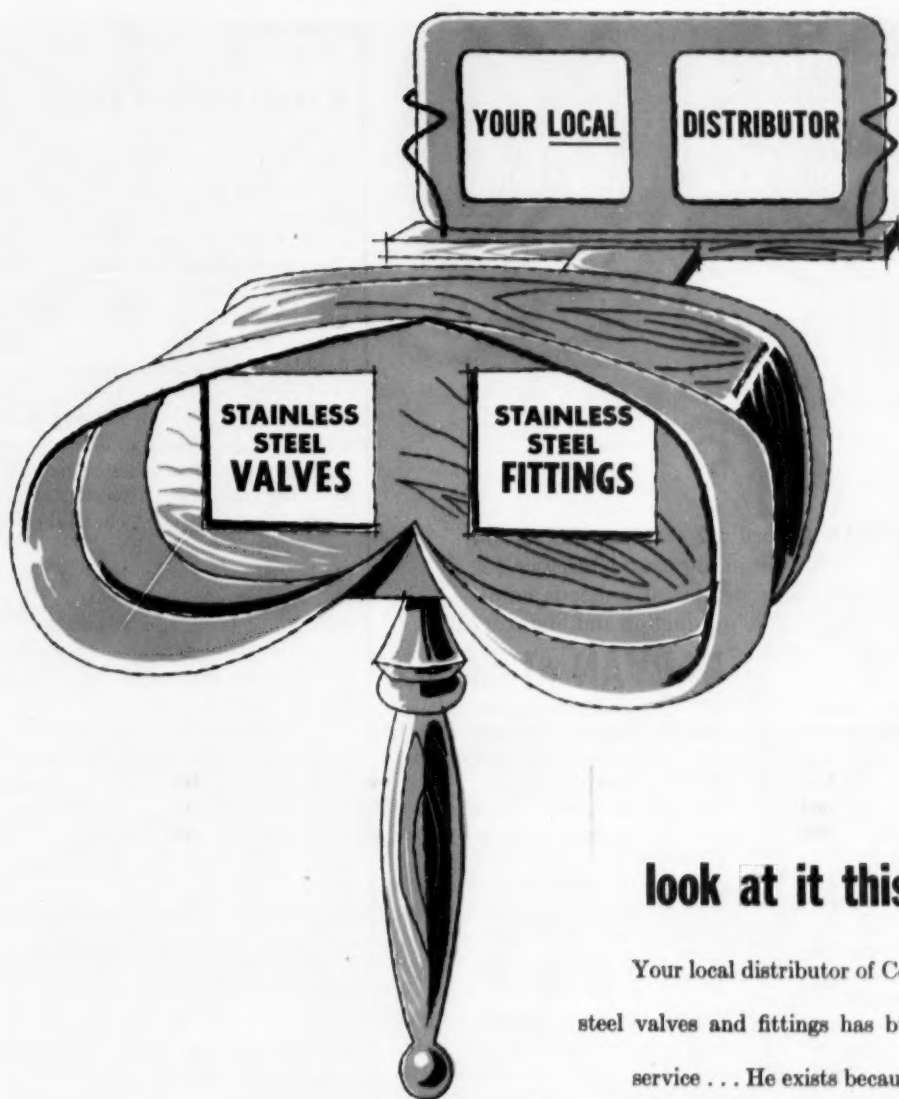 YOUR LOCAL
DISTRIBUTOR
STAINLESS
STEEL
VALVES
STAINLESS
STEEL
FITTINGS
look at it this
Your local distributor of
steel valves and fittings has
service . . . He exists